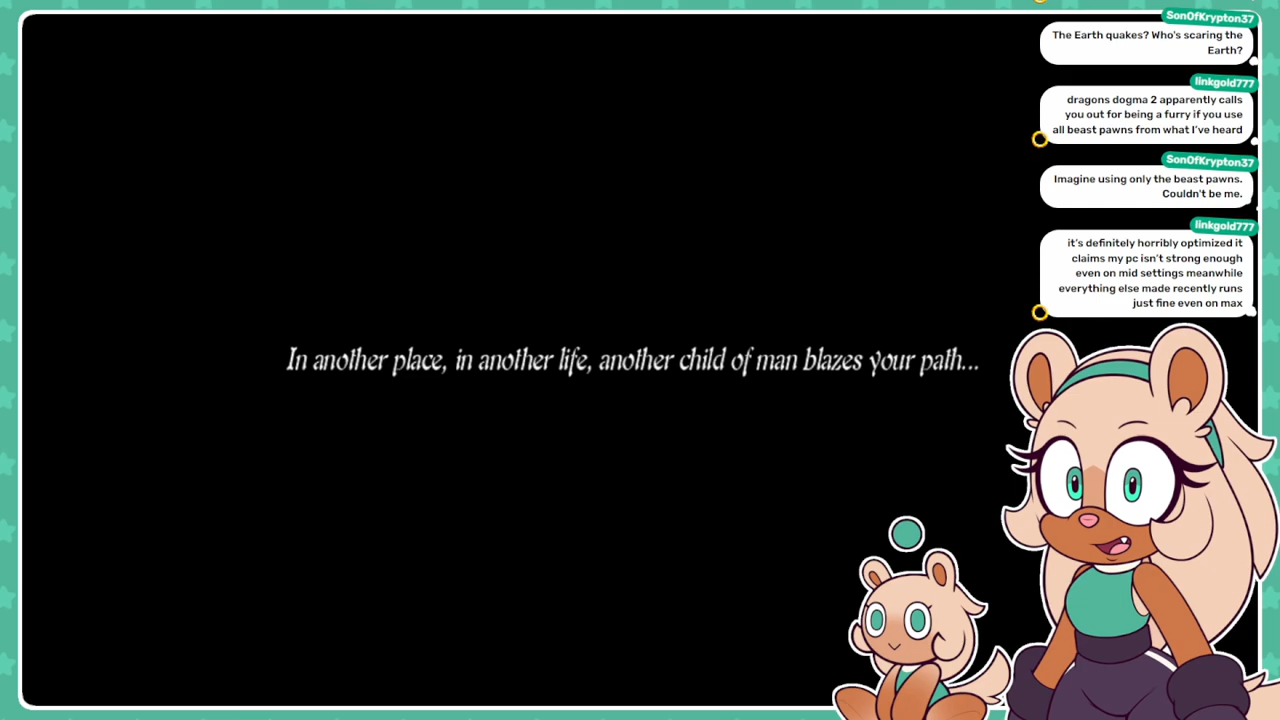 SonOfKrypton37
The Earth quakes? Who's scaring the
Earth?
linkgold777
dragons dogma 2 apparently calls
you out for being a furry if you use
all beast pawns from what I've heard
SonOfKrypton37
Imagine using only the beast pawns.
Couldn't be me.
linkgold777
it's definitely horribly optimized it
claims my pc isn't strong enough
even on mid settings meanwhile
everything else made recently runs
just fine even on max
In another place, in another life, another child of man blazes your path...